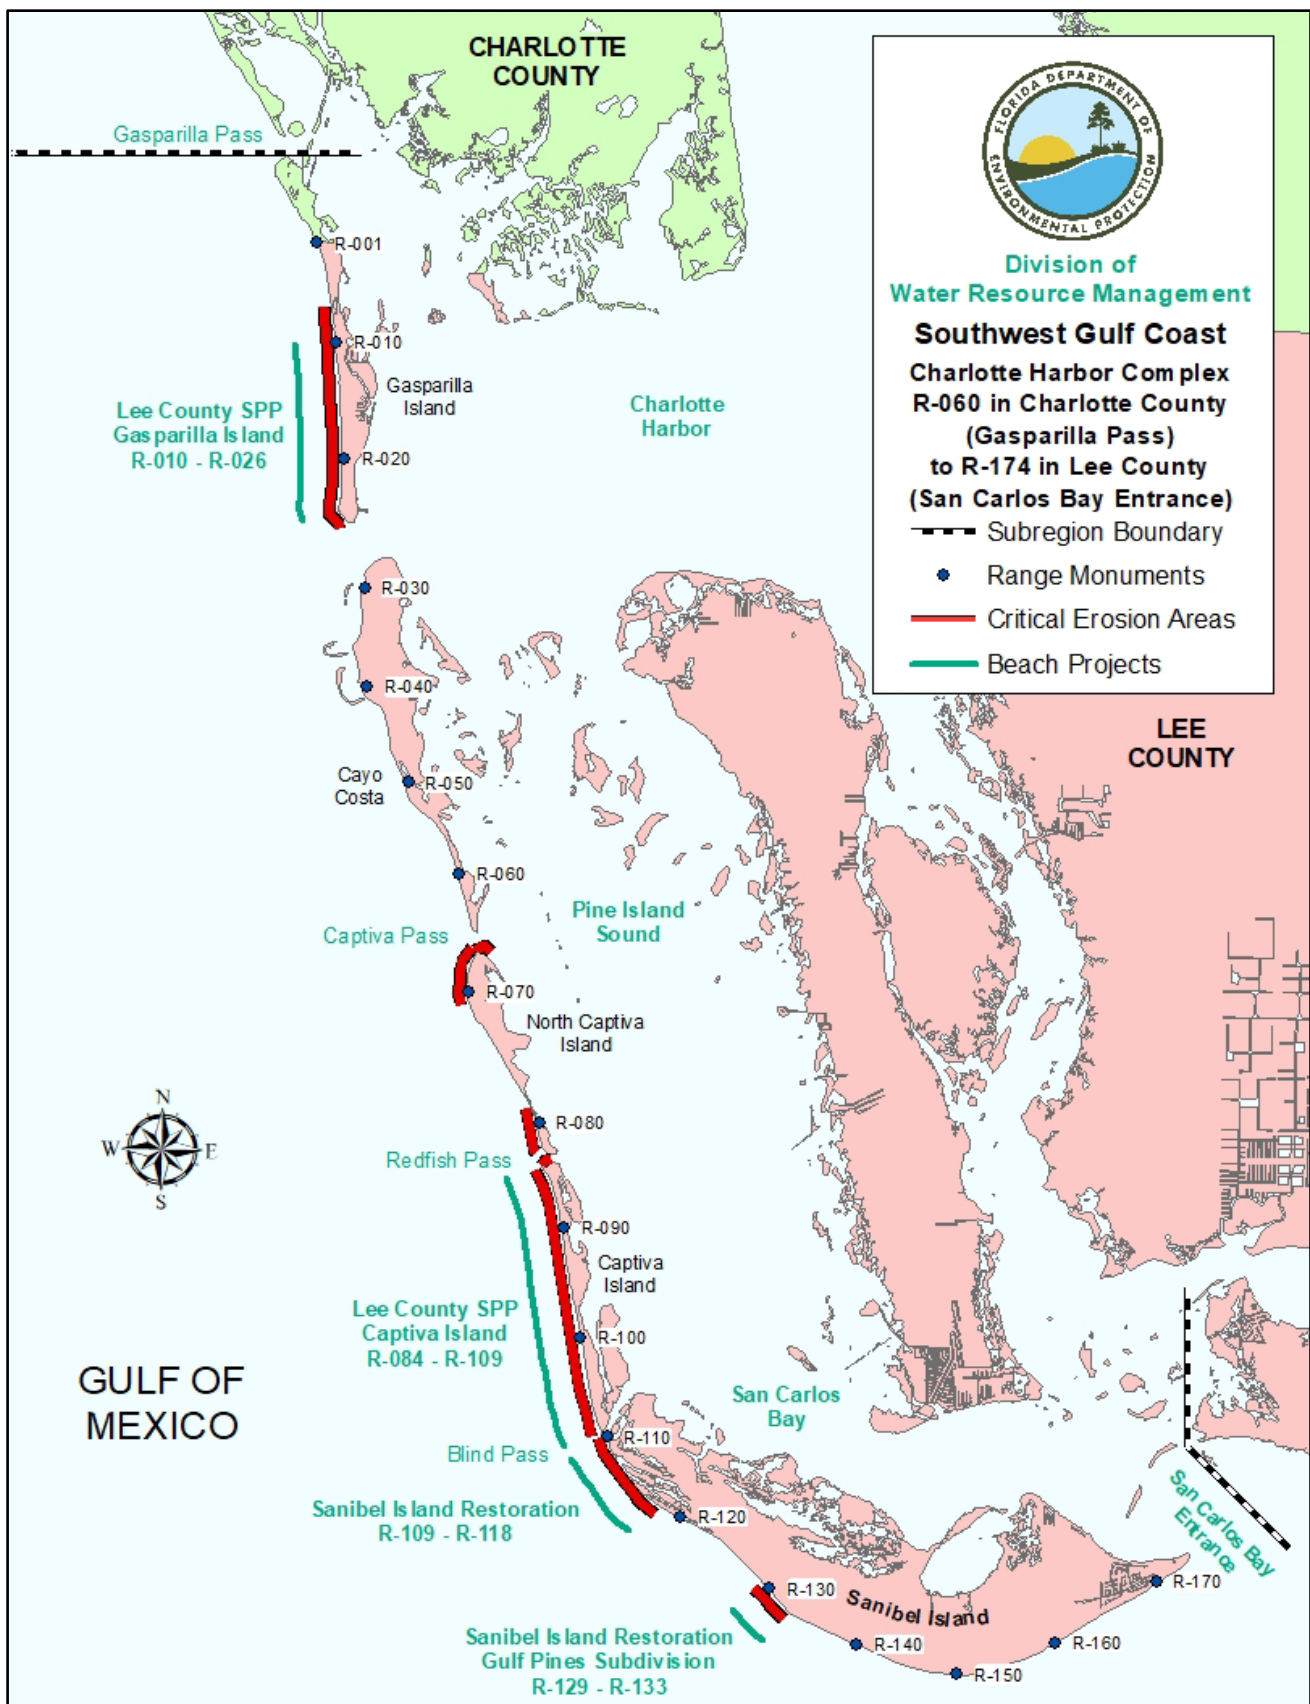 CHARLOTTE
COUNTY
Gasparilla Pass
FLORIDA DEPARTMENT OF
ENVIRONMENTAL PROTECTION
Division of
Water Resource Management
Southwest Gulf Coast
Charlotte Harbor Complex
R-060 in Charlotte County
(Gasparilla Pass)
to R-174 in Lee County
(San Carlos Bay Entrance)
Subregion Boundary
Range Monuments
Critical Erosion Areas
Beach Projects
R-001
R-010
Gasparilla
Island
Lee County SPP
Gasparilla Island
R-010 - R-026
Charlotte
Harbor
R-020
R-030
R-040
LEE
COUNTY
Cayo
Costa
R-050
R-060
Pine Island
Sound
Captiva Pass
R-070
North Captiva
Island
N
W
E
S
R-080
Redfish Pass
R-090
Captiva
Island
Lee County SPP
Captiva Island
R-084 - R-109
R-100
GULF OF
MEXICO
San Carlos
Bay
R-110
Blind Pass
San Carlos Bay
Entrance
Sanibel Island Restoration
R-109 - R-118
R-120
R-130
Sanibel Island
R-170
Sanibel Island Restoration
Gulf Pines Subdivision
R-129 - R-133
R-140
R-160
R-150